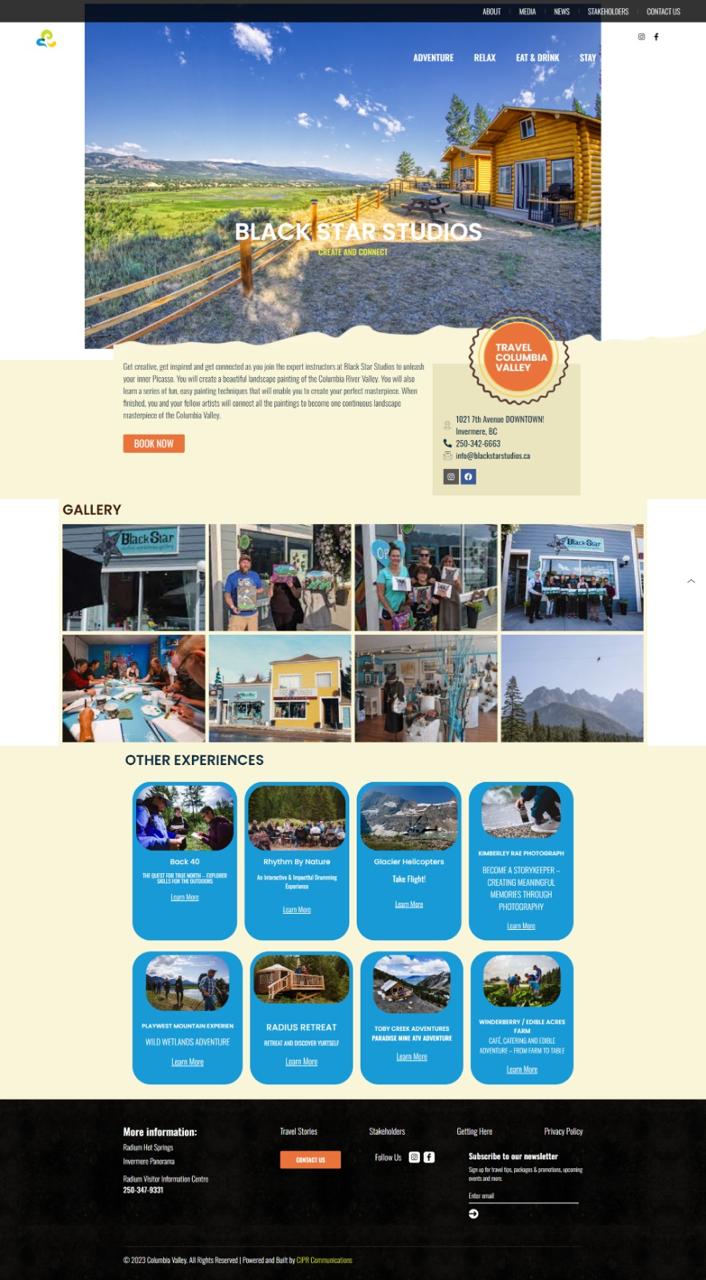 ABOUT
MEDIA
NEWS
STAKEHOLDERS
CONTACT US
ADVENTURE
RELAX
EAT & DRINK
STAY
BLACK STAR STUDIOS
CREATE AND CONNECT
TRAVEL
COLUMBIA
VALLEY
Get creative, get inspired and get connected as you join the expert instructors at Black Star Studios to unleash
your inner Picasso. You will create a beautiful landscape painting of the Columbia River Valley. You will also
learn a series of fun, easy painting techniques that will enable you to create your perfect masterpiece. When
finished, you and your fellow artists will connect all the paintings to become one continuous landscape
masterpiece of the Columbia Valley.
BOOK NOW
1021 7th Avenue DOWNTOWN!
Invermere, BC
250-342-6663
info@blackstarstudios.ca
GALLERY
Black Star
Black Star
OTHER EXPERIENCES
Back 40
THE QUEST FOR TRUE NORTH – EXPLORER
SKILLS FOR THE OUTDOORS
Learn More
Rhythm By Nature
An Interactive & Impactful Drumming
Experience
Learn More
Glacier Helicopters
Take Flight!
Learn More
KIMBERLEY RAE PHOTOGRAPH
BECOME A STORYKEEPER –
CREATING MEANINGFUL
MEMORIES THROUGH
PHOTOGRAPHY
Learn More
PLAYWEST MOUNTAIN EXPERIEN
WILD WETLANDS ADVENTURE
Learn More
RADIUS RETREAT
RETREAT AND DISCOVER YURTSELF
Learn More
TOBY CREEK ADVENTURES
PARADISE MINE ATV ADVENTURE
Learn More
WINDERBERRY / EDIBLE ACRES
FARM
CAFÉ, CATERING AND EDIBLE
ADVENTURE – FROM FARM TO TABLE
Learn More
More information:
Radium Hot Springs
Invermere Panorama
Radium Visitor Information Centre
250-347-9331
Travel Stories
Stakeholders
Getting Here
Privacy Policy
CONTACT US
Follow Us
Subscribe to our newsletter
Sign up for travel tips, packages & promotions, upcoming
events and more.
Enter email
© 2023 Columbia Valley. All Rights Reserved | Powered and Built by CIPR Communications